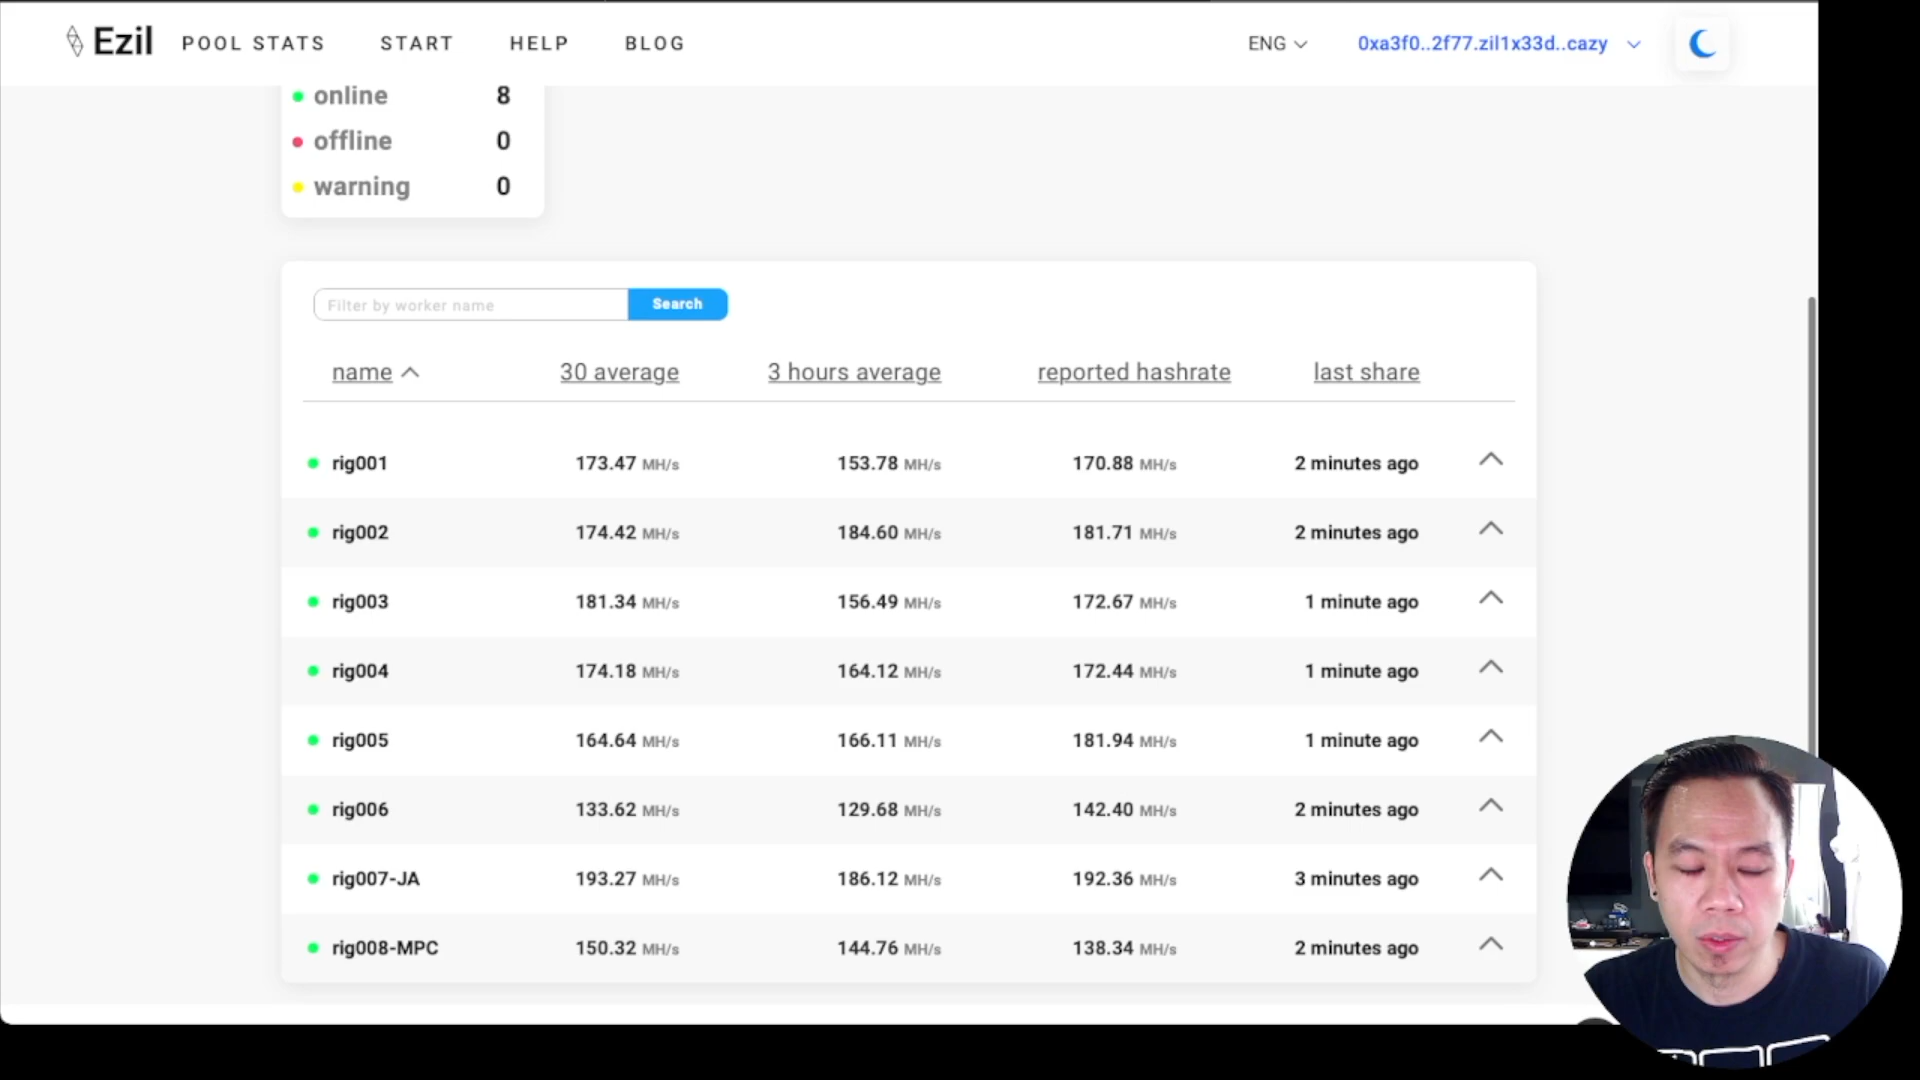 Ezil POOL STATS START HELP BLOG ENG 0xa3f0..2f77.zil1x33d..cazy
online 8
offline 0
warning 0
Filter by worker name Search
name 30 average 3 hours average reported hashrate last share
rig001 173.47 MH/s 153.78 MH/s 170.88 MH/s 2 minutes ago
rig002 174.42 MH/s 184.60 MH/s 181.71 MH/s 2 minutes ago
rig003 181.34 MH/s 156.49 MH/s 172.67 MH/s 1 minute ago
rig004 174.18 MH/s 164.12 MH/s 172.44 MH/s 1 minute ago
rig005 164.64 MH/s 166.11 MH/s 181.94 MH/s 1 minute ago
rig006 133.62 MH/s 129.68 MH/s 142.40 MH/s 2 minutes ago
rig007-JA 193.27 MH/s 186.12 MH/s 192.36 MH/s 3 minutes ago
rig008-MPC 150.32 MH/s 144.76 MH/s 138.34 MH/s 2 minutes ago